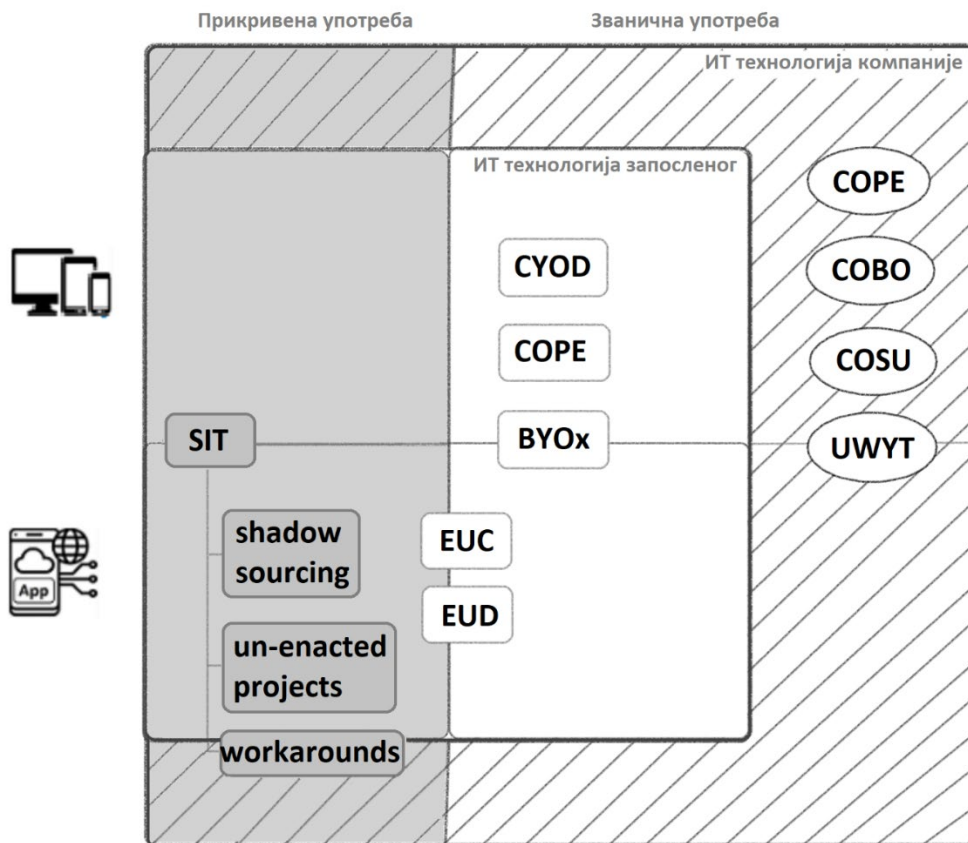 Прикривена употреба
Званична употреба
ИТ технологија компаније
ИТ технологија запосленог
COPE
CYOD
COBO
COPE
COSU
SIT
BYOx
UWYT
shadow
sourcing
EUC
App
EUD
un-enacted
projects
workarounds